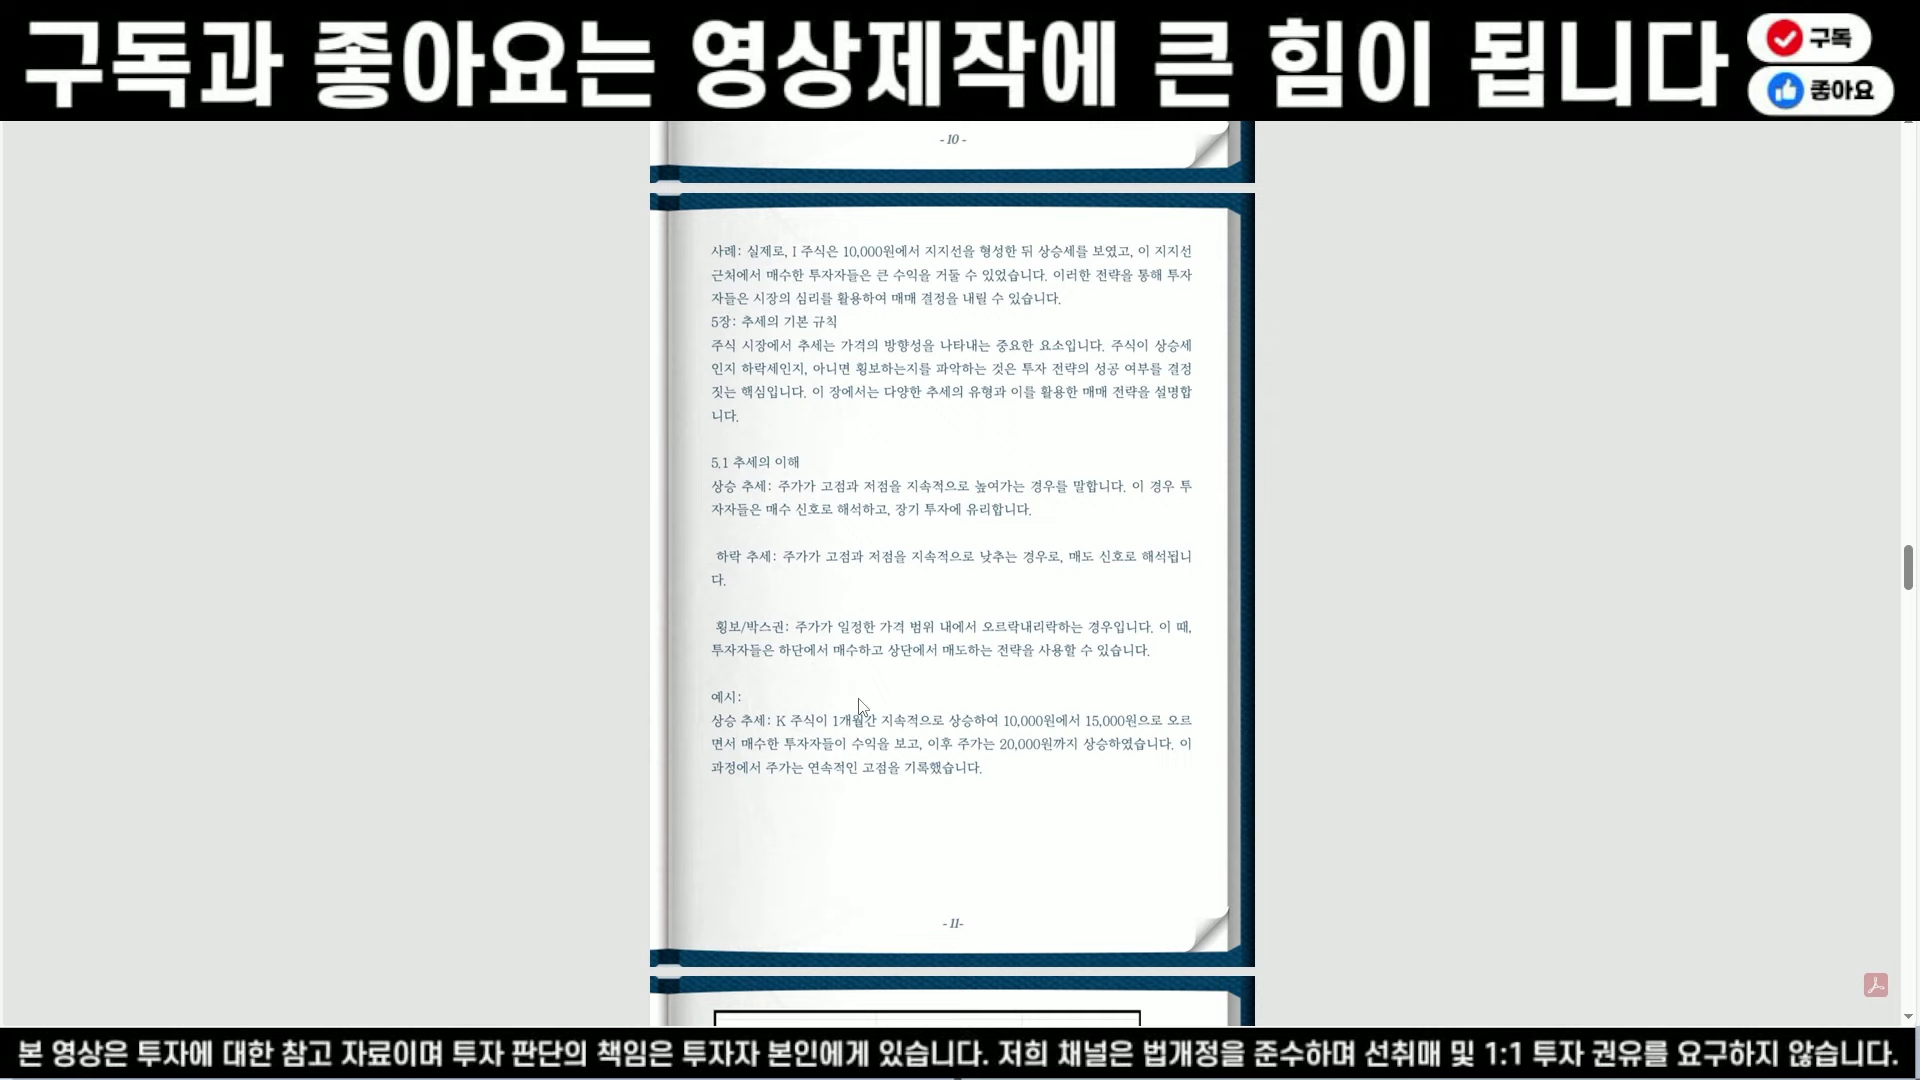 구독과 좋아요는 영상제작에 큰 힘이 됩니다
구독
좋아요
- 10 -
사례: 실제로, I 주식은 10,000원에서 지지선을 형성한 뒤 상승세를 보였고, 이 지지선
근처에서 매수한 투자자들은 큰 수익을 거둘 수 있었습니다. 이러한 전략을 통해 투자
자들은 시장의 심리를 활용하여 매매 결정을 내릴 수 있습니다.
5장: 추세의 기본 규칙
주식 시장에서 추세는 가격의 방향성을 나타내는 중요한 요소입니다. 주식이 상승세
인지 하락세인지, 아니면 횡보하는지를 파악하는 것은 투자 전략의 성공 여부를 결정
짓는 핵심입니다. 이 장에서는 다양한 추세의 유형과 이를 활용한 매매 전략을 설명합
니다.
5.1 추세의 이해
상승 추세: 주가가 고점과 저점을 지속적으로 높여가는 경우를 말합니다. 이 경우 투
자자들은 매수 신호로 해석하고, 장기 투자에 유리합니다.
하락 추세: 주가가 고점과 저점을 지속적으로 낮추는 경우로, 매도 신호로 해석됩니
다.
횡보/박스권: 주가가 일정한 가격 범위 내에서 오르락내리락하는 경우입니다. 이 때,
투자자들은 하단에서 매수하고 상단에서 매도하는 전략을 사용할 수 있습니다.
예시:
상승 추세: K 주식이 1개월간 지속적으로 상승하여 10,000원에서 15,000원으로 오르
면서 매수한 투자자들이 수익을 보고, 이후 주가는 20,000원까지 상승하였습니다. 이
과정에서 주가는 연속적인 고점을 기록했습니다.
- 11-
본 영상은 투자에 대한 참고 자료이며 투자 판단의 책임은 투자자 본인에게 있습니다. 저희 채널은 법개정을 준수하며 선취매 및 1:1 투자 권유를 요구하지 않습니다.